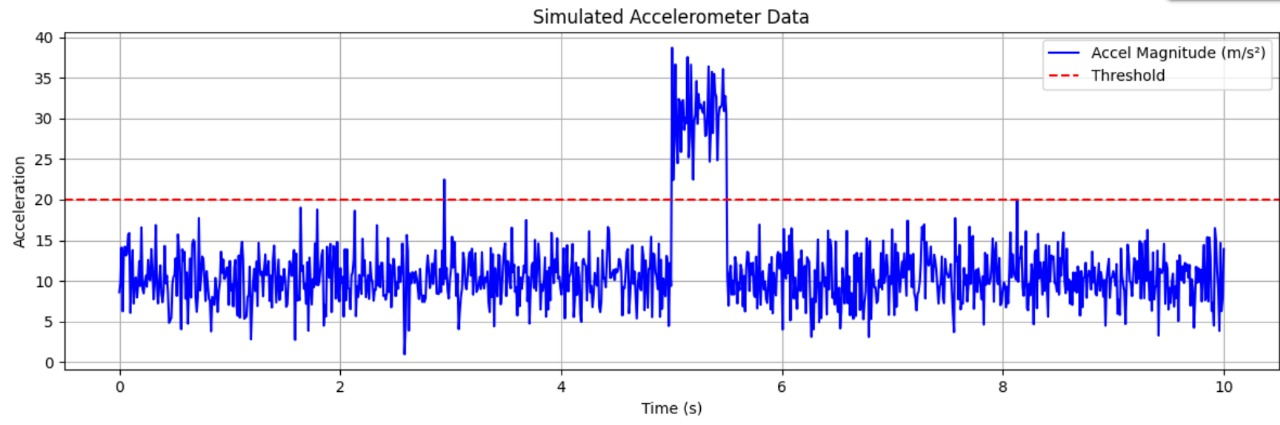 Simulated Accelerometer Data
Accel Magnitude (m/s²)
Threshold
Acceleration
40
35
30
25
20
15
10
5
0
0 2 4 6 8 10
Time (s)